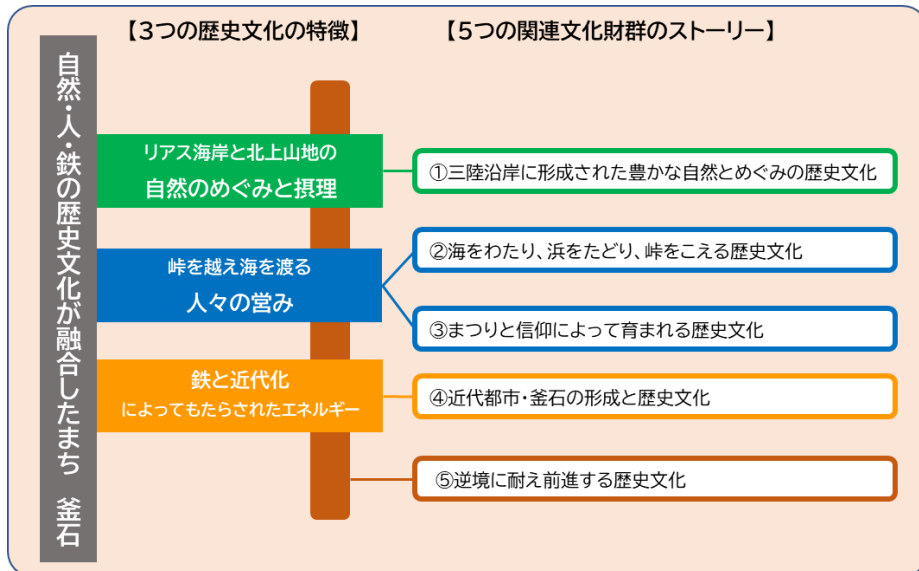 【3つの歴史文化の特徴】
【5つの関連文化財群のストーリー】
自然・人・鉄の歴史文化が融合したまち　釜石
リアス海岸と北上山地の
自然のめぐみと摂理
①三陸沿岸に形成された豊かな自然とめぐみの歴史文化
峠を越え海を渡る
人々の営み
②海をわたり、浜をたどり、峠をこえる歴史文化
③まつりと信仰によって育まれる歴史文化
鉄と近代化
によってもたらされたエネルギー
④近代都市・釜石の形成と歴史文化
⑤逆境に耐え前進する歴史文化